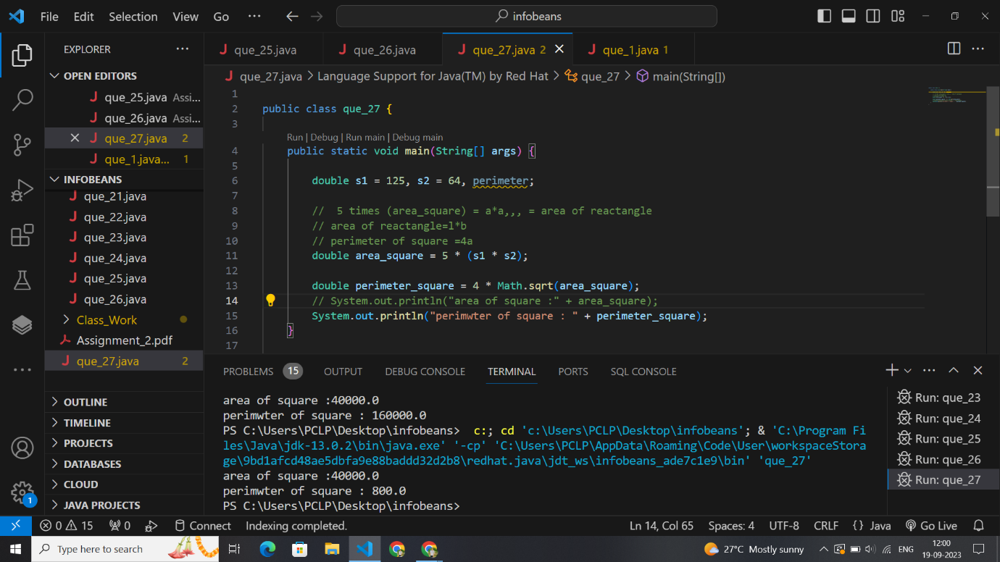 File Edit Selection View Go ··· infobeans
EXPLORER ···
OPEN EDITORS
que_25.java Assi...
que_26.java Assi...
que_27.java 2
que_1.java... 1
INFOBEANS
que_21.java
que_22.java
que_23.java
que_24.java
que_25.java
que_26.java
Class_Work
Assignment_2.pdf
que_27.java 2
OUTLINE
TIMELINE
PROJECTS
DATABASES
CLOUD
JAVA PROJECTS
1
que_25.java que_26.java que_27.java 2 que_1.java 1
que_27.java > Language Support for Java(TM) by Red Hat > que_27 > main(String[])
1
2 public class que_27 {
3
Run | Debug | Run main | Debug main
4 public static void main(String[] args) {
5
6 double s1 = 125, s2 = 64, perimeter;
7
8 //  5 times (area_square) = a*a,,, = area of reactangle
9 // area of reactangle=l*b
10 // perimeter of square =4a
11 double area_square = 5 * (s1 * s2);
12
13 double perimeter_square = 4 * Math.sqrt(area_square);
14 // System.out.println("area of square :" + area_square);
15 System.out.println("perimwter of square : " + perimeter_square);
16 }
17
PROBLEMS 15 OUTPUT DEBUG CONSOLE TERMINAL PORTS SQL CONSOLE
area of square :40000.0
perimwter of square : 160000.0
PS C:\Users\PCLP\Desktop\infobeans>  c:; cd 'c:\Users\PCLP\Desktop\infobeans'; & 'C:\Program Fi
les\Java\jdk-13.0.2\bin\java.exe' '-cp' 'C:\Users\PCLP\AppData\Roaming\Code\User\workspaceStora
ge\9bd1afcd48ae5dbfa9e88baddd32d2b8\redhat.java\jdt_ws\infobeans_ade7c1e9\bin' 'que_27'
area of square :40000.0
perimwter of square : 800.0
PS C:\Users\PCLP\Desktop\infobeans>
Run: que_23
Run: que_24
Run: que_25
Run: que_26
Run: que_27
0 15 0 Connect Indexing completed. Ln 14, Col 65 Spaces: 4 UTF-8 CRLF {} Java Go Live
Type here to search 27°C Mostly sunny ENG 12:00
19-09-2023